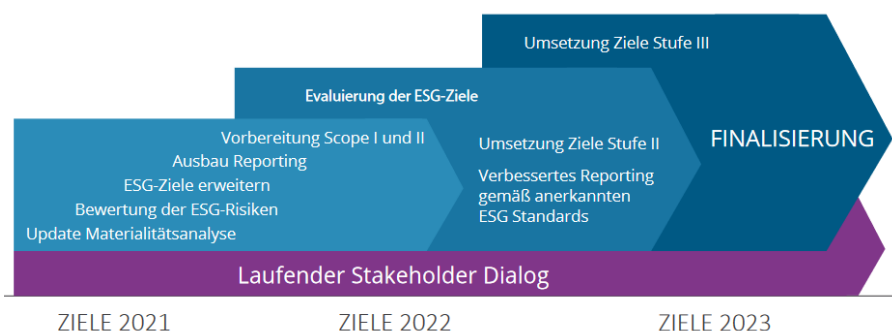 Umsetzung Ziele Stufe III
Evaluierung der ESG-Ziele
Vorbereitung Scope I und II
Ausbau Reporting
ESG-Ziele erweitern
Bewertung der ESG-Risiken
Update Materialitätsanalyse
Umsetzung Ziele Stufe II
Verbessertes Reporting
gemäß anerkannten
ESG Standards
FINALISIERUNG
Laufender Stakeholder Dialog
ZIELE 2021
ZIELE 2022
ZIELE 2023